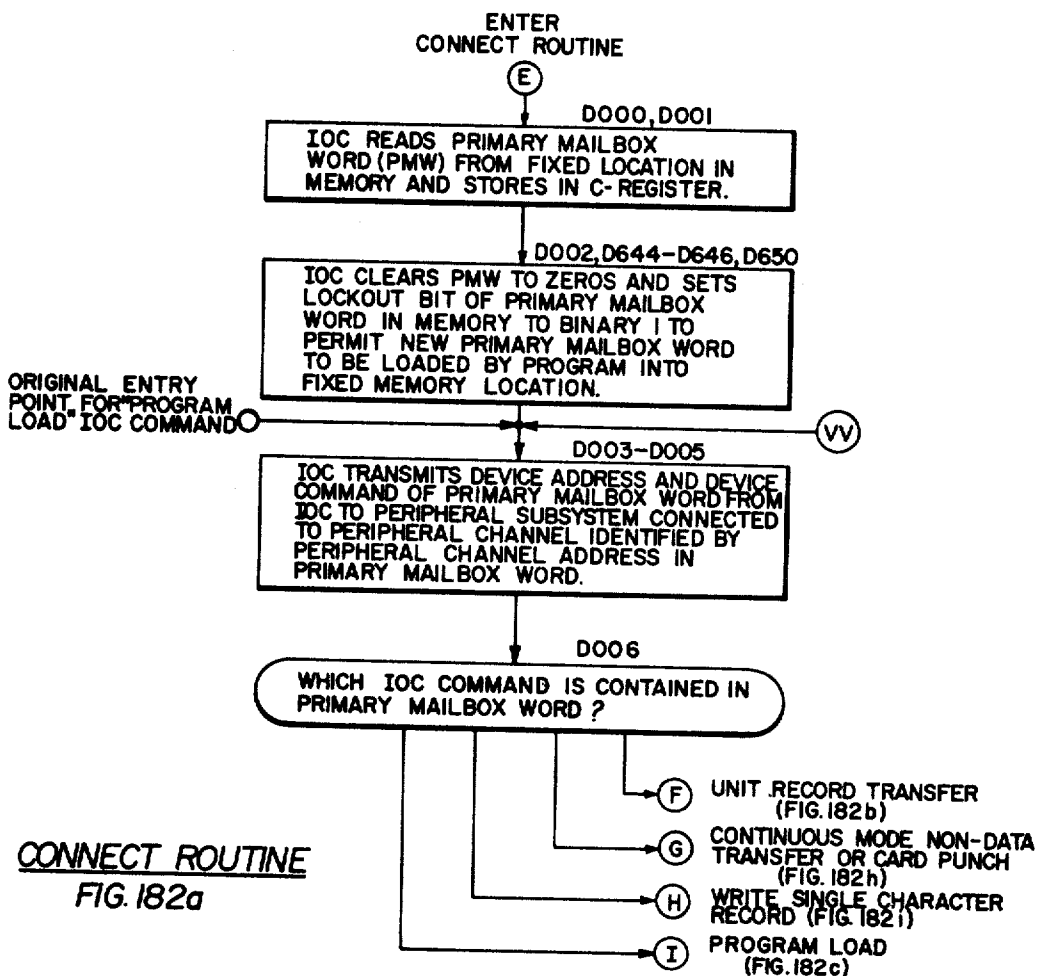 ENTER
CONNECT ROUTINE
E
D000, D001
IOC READS PRIMARY MAILBOX
WORD (PMW) FROM FIXED LOCATION IN
MEMORY AND STORES IN C-REGISTER.
D002, D644-D646, D650
IOC CLEARS PMW TO ZEROS AND SETS
LOCKOUT BIT OF PRIMARY MAILBOX
WORD IN MEMORY TO BINARY 1 TO
PERMIT NEW PRIMARY MAILBOX WORD
TO BE LOADED BY PROGRAM INTO
FIXED MEMORY LOCATION.
ORIGINAL ENTRY
POINT FOR "PROGRAM
LOAD" IOC COMMAND
VV
D003-D005
IOC TRANSMITS DEVICE ADDRESS AND DEVICE
COMMAND OF PRIMARY MAILBOX WORD FROM
IOC TO PERIPHERAL SUBSYSTEM CONNECTED
TO PERIPHERAL CHANNEL IDENTIFIED BY
PERIPHERAL CHANNEL ADDRESS IN
PRIMARY MAILBOX WORD.
D006
WHICH IOC COMMAND IS CONTAINED IN
PRIMARY MAILBOX WORD ?
F UNIT RECORD TRANSFER
(FIG. 182b)
G CONTINUOUS MODE NON-DATA
TRANSFER OR CARD PUNCH
(FIG. 182h)
H WRITE SINGLE CHARACTER
RECORD (FIG. 182i)
I PROGRAM LOAD
(FIG. 182c)
CONNECT ROUTINE
FIG. 182a